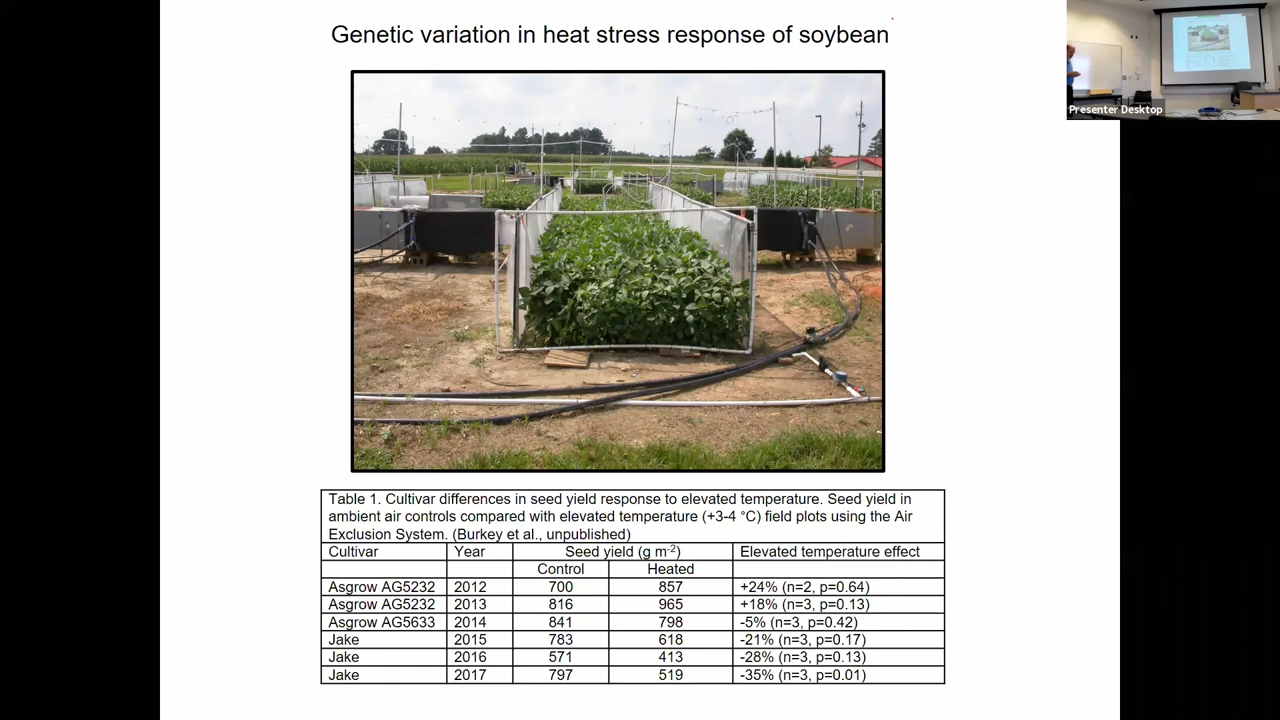 Genetic variation in heat stress response of soybean
Presenter Desktop
Table 1. Cultivar differences in seed yield response to elevated temperature. Seed yield in
ambient air controls compared with elevated temperature (+3-4 °C) field plots using the Air
Exclusion System. (Burkey et al., unpublished)
Cultivar Year Seed yield (g m-2) Elevated temperature effect
Control Heated
Asgrow AG5232 2012 700 857 +24% (n=2, p=0.64)
Asgrow AG5232 2013 816 965 +18% (n=3, p=0.13)
Asgrow AG5633 2014 841 798 -5% (n=3, p=0.42)
Jake 2015 783 618 -21% (n=3, p=0.17)
Jake 2016 571 413 -28% (n=3, p=0.13)
Jake 2017 797 519 -35% (n=3, p=0.01)